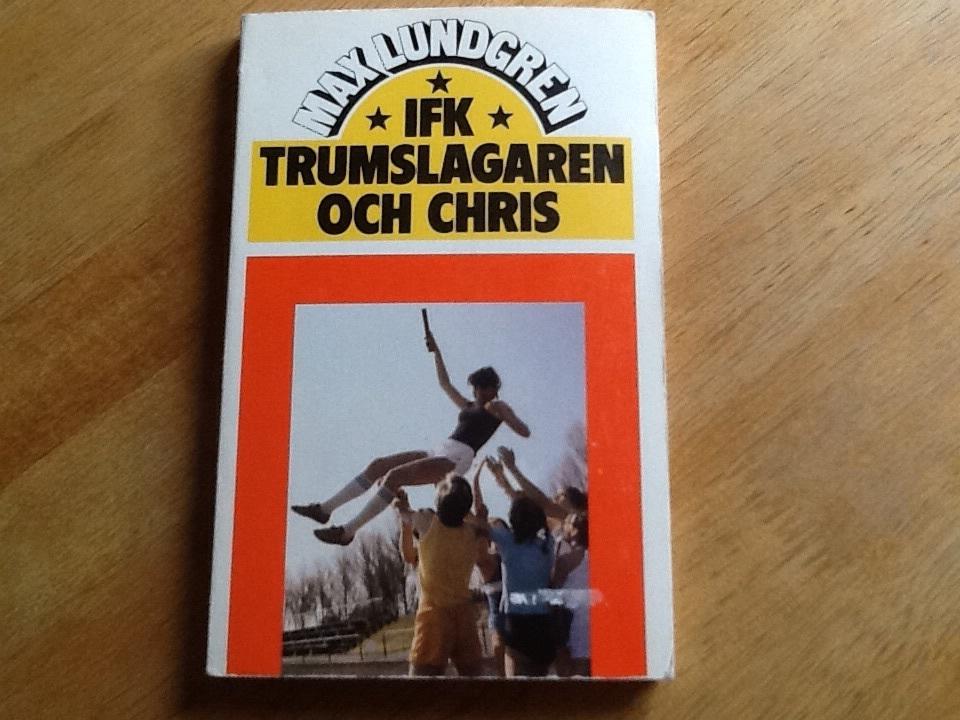 MAX LUNDGREN
IFK
TRUMSLAGAREN
OCH CHRIS